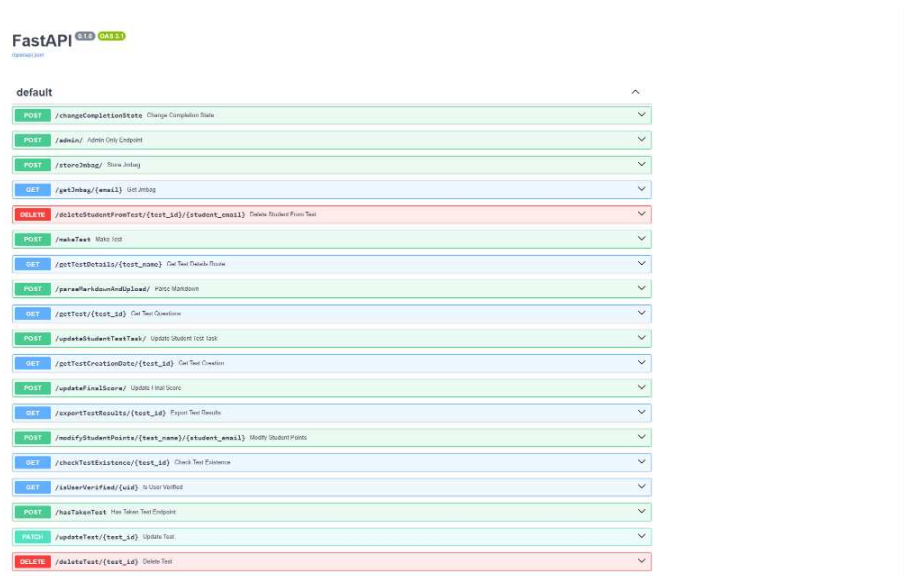 FastAPI 0.1.0 OAS 3.1
/openapi.json
default
POST /changeCompletionState Change Completion State
POST /admin/ Admin Only Endpoint
POST /storeJmbag/ Store Jmbag
GET /getJmbag/{email} Get Jmbag
DELETE /deleteStudentFromTest/{test_id}/{student_email} Delete Student From Test
POST /makeTest Make Test
GET /getTestDetails/{test_name} Get Test Details Route
POST /parseMarkdownAndUpload/ Parse Markdown
GET /getTest/{test_id} Get Test Questions
POST /updateStudentTestTask/ Update Student Test Task
GET /getTestCreationDate/{test_id} Get Test Creation
POST /updateFinalScore/ Update Final Score
GET /exportTestResults/{test_id} Export Test Results
POST /modifyStudentPoints/{test_name}/{student_email} Modify Student Points
GET /checkTestExistence/{test_id} Check Test Existence
GET /isUserVerified/{uid} Is User Verified
POST /hasTakenTest Has Taken Test Endpoint
PATCH /updateTest/{test_id} Update Test
DELETE /deleteTest/{test_id} Delete Test